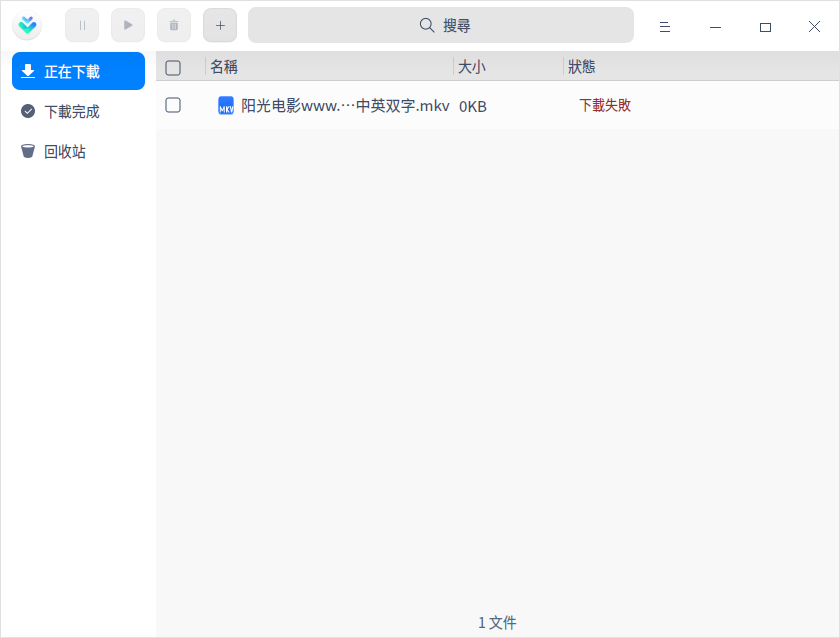 搜尋
正在下載
下載完成
回收站
名稱 大小 狀態
MKV 阳光电影www.···中英双字.mkv 0KB 下載失敗
1 文件